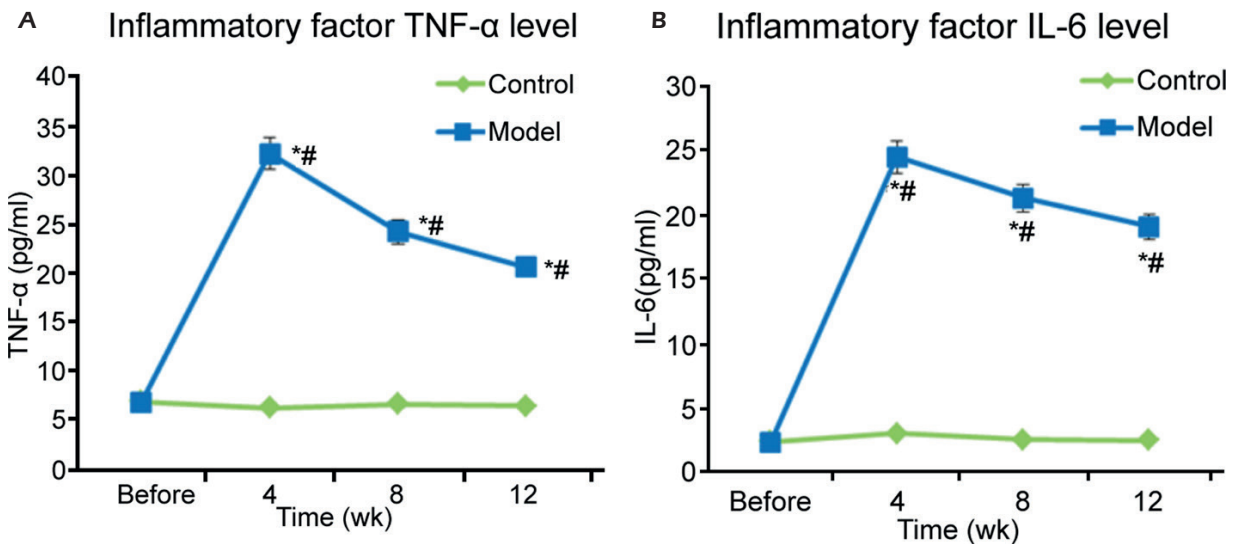 A
Inflammatory factor TNF-α level
Control
Model
TNF-α (pg/ml)
40
35
30
25
20
15
10
5
0
*#
*#
*#
Before
4
8
12
Time (wk)
B
Inflammatory factor IL-6 level
Control
Model
IL-6(pg/ml)
30
25
20
15
10
5
0
*#
*#
*#
Before
4
8
12
Time (wk)